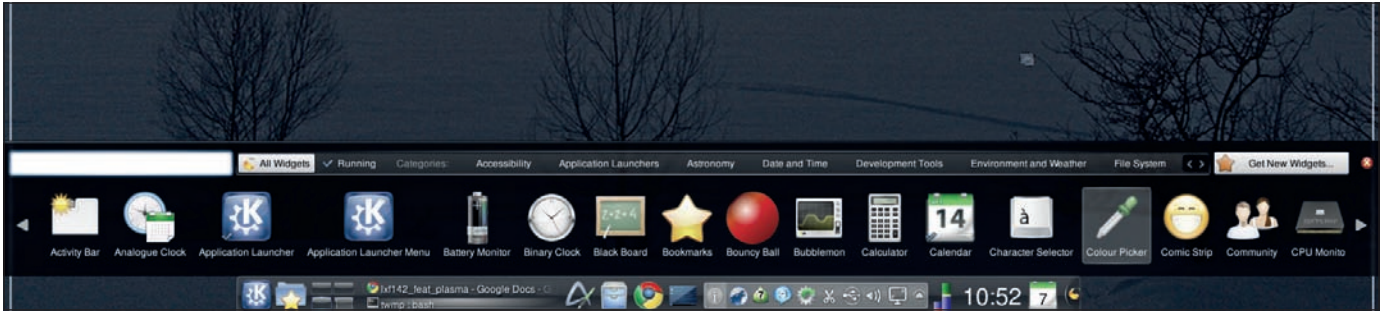 All Widgets Running Categories: Accessibility Application Launchers Astronomy Date and Time Development Tools Environment and Weather File System < > Get New Widgets...
Z+Z=4 14 à
Activity Bar Analogue Clock Application Launcher Application Launcher Menu Battery Monitor Binary Clock Black Board Bookmarks Bouncy Ball Bubblemon Calculator Calendar Character Selector Colour Picker Comic Strip Community CPU Monito
lxf142_feat_plasma - Google Docs - G
twmp : bash
10:52 7